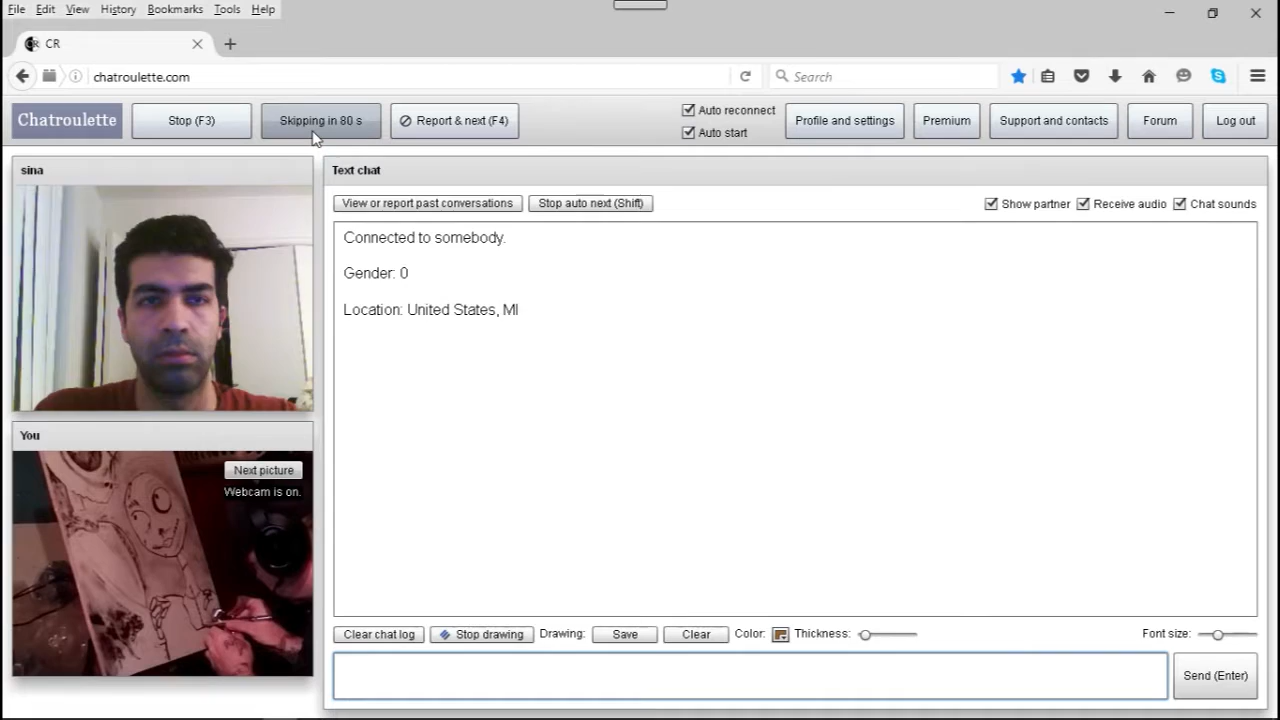 File Edit View History Bookmarks Tools Help
CR CR
chatroulette.com Search
Chatroulette Stop (F3) Skipping in 80 s Report & next (F4) Auto reconnect Auto start Profile and settings Premium Support and contacts Forum Log out
sina
Text chat
View or report past conversations Stop auto next (Shift) Show partner Receive audio Chat sounds
Connected to somebody.
Gender: 0
Location: United States, MI
You
Next picture
Webcam is on.
Clear chat log Stop drawing Drawing: Save Clear Color: Thickness: Font size:
Send (Enter)